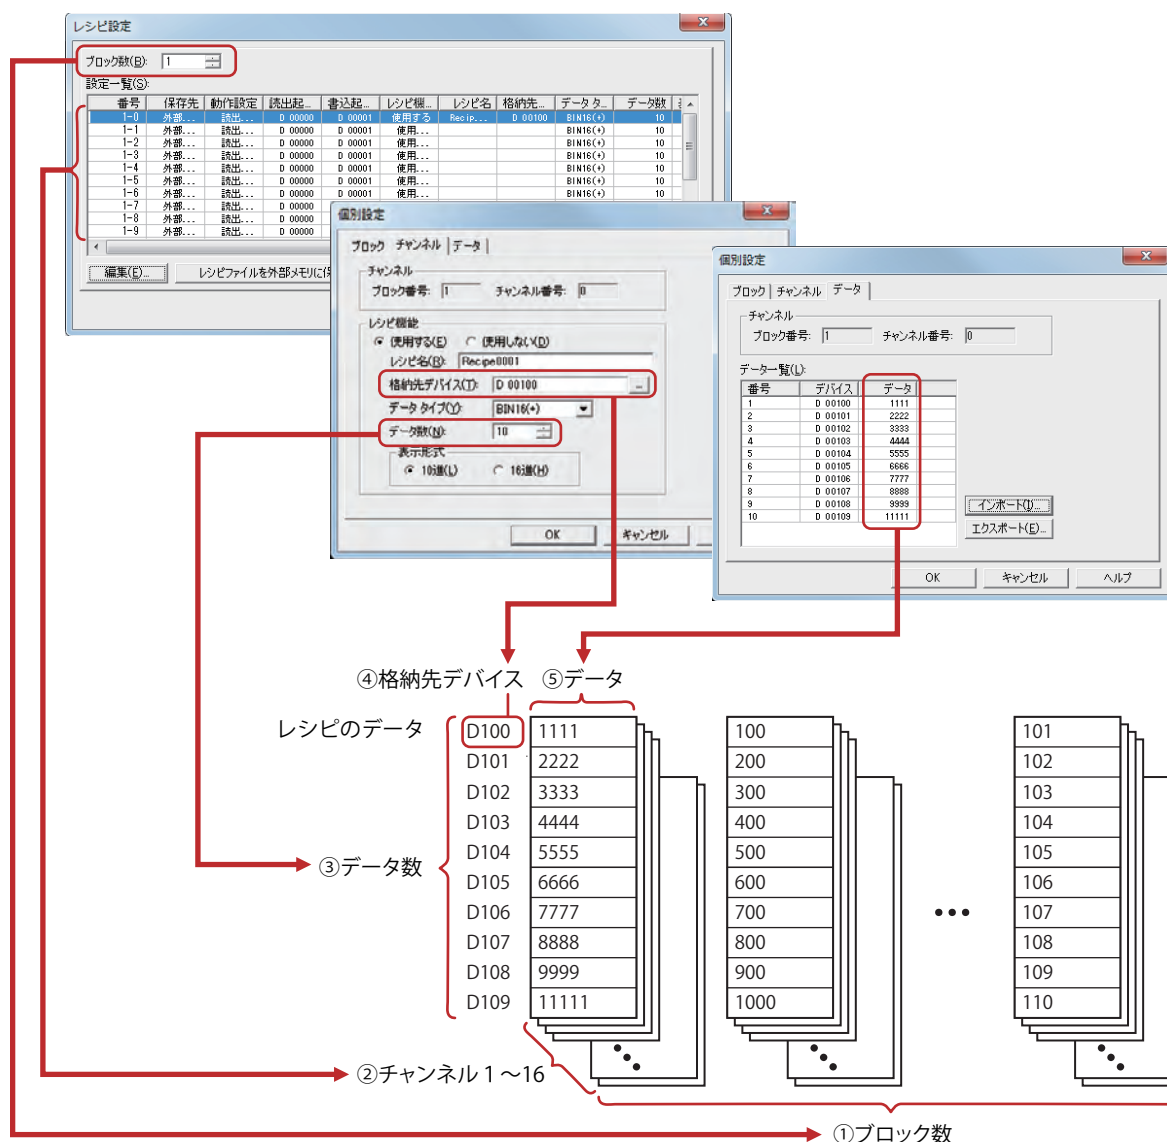 レシピ設定
ブロック数(B): 1
設定一覧(S):
番号 保存先 動作設定 読出起... 書込起... レシピ機... レシピ名 格納先... データ タ... データ数
1-0 外部... 読出... D 00000 D 00001 使用する Recip... D 00100 BIN16(+) 10
1-1 外部... 読出... D 00000 D 00001 使用... BIN16(+) 10
1-2 外部... 読出... D 00000 D 00001 使用... BIN16(+) 10
1-3 外部... 読出... D 00000 D 00001 使用... BIN16(+) 10
1-4 外部... 読出... D 00000 D 00001 使用... BIN16(+) 10
1-5 外部... 読出... D 00000 D 00001 使用... BIN16(+) 10
1-6 外部... 読出... D 00000 D 00001 使用... BIN16(+) 10
1-7 外部... 読出... D 00000
1-8 外部... 読出... D 00000
1-9 外部... 読出... D 00000
編集(E)... レシピファイルを外部メモリに
個別設定
ブロック チャンネル データ
チャンネル
ブロック番号: 1 チャンネル番号: 0
レシピ機能
使用する(E) 使用しない(D)
レシピ名(R): Recipe0001
格納先デバイス(T): D 00100 ...
データ タイプ(Y): BIN16(+)
データ数(N): 10
表示形式
10進(L) 16進(H)
OK キャンセル
個別設定
ブロック チャンネル データ
チャンネル
ブロック番号: 1 チャンネル番号: 0
データ一覧(L):
番号 デバイス データ
1 D 00100 1111
2 D 00101 2222
3 D 00102 3333
4 D 00103 4444
5 D 00104 5555
6 D 00105 6666
7 D 00106 7777
8 D 00107 8888
9 D 00108 9999
10 D 00109 11111
インポート(I)...
エクスポート(E)...
OK キャンセル ヘルプ
④格納先デバイス ⑤データ
レシピのデータ D100 1111 100 101
D101 2222 200 102
D102 3333 300 103
D103 4444 400 104
③データ数 D104 5555 500 105
D105 6666 600 106
D106 7777 700 ••• 107
D107 8888 800 108
D108 9999 900 109
D109 11111 1000 110
②チャンネル 1 ～16
①ブロック数